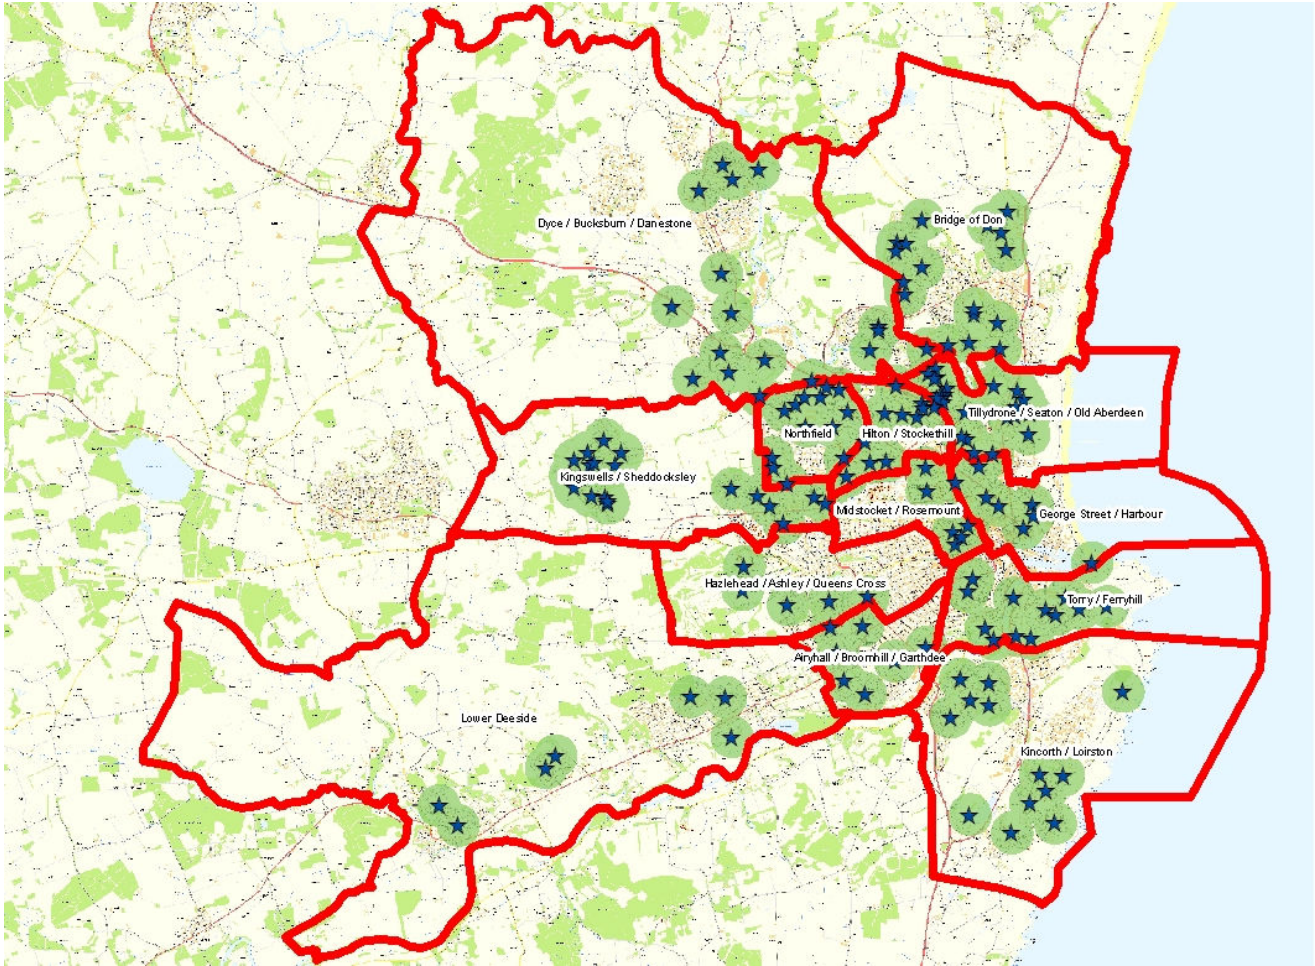 Bridge of Don
Dyce / Bucksburn / Danestone
Tillydrone / Seaton / Old Aberdeen
Northfield
Hilton / Stockethill
Kingswells / Sheddocksley
Midstocket / Rosemount
George Street / Harbour
Hazlehead / Ashley / Queens Cross
Torry / Ferryhill
Airyhall / Broomhill / Garthdee
Lower Deeside
Kincorth / Loirston